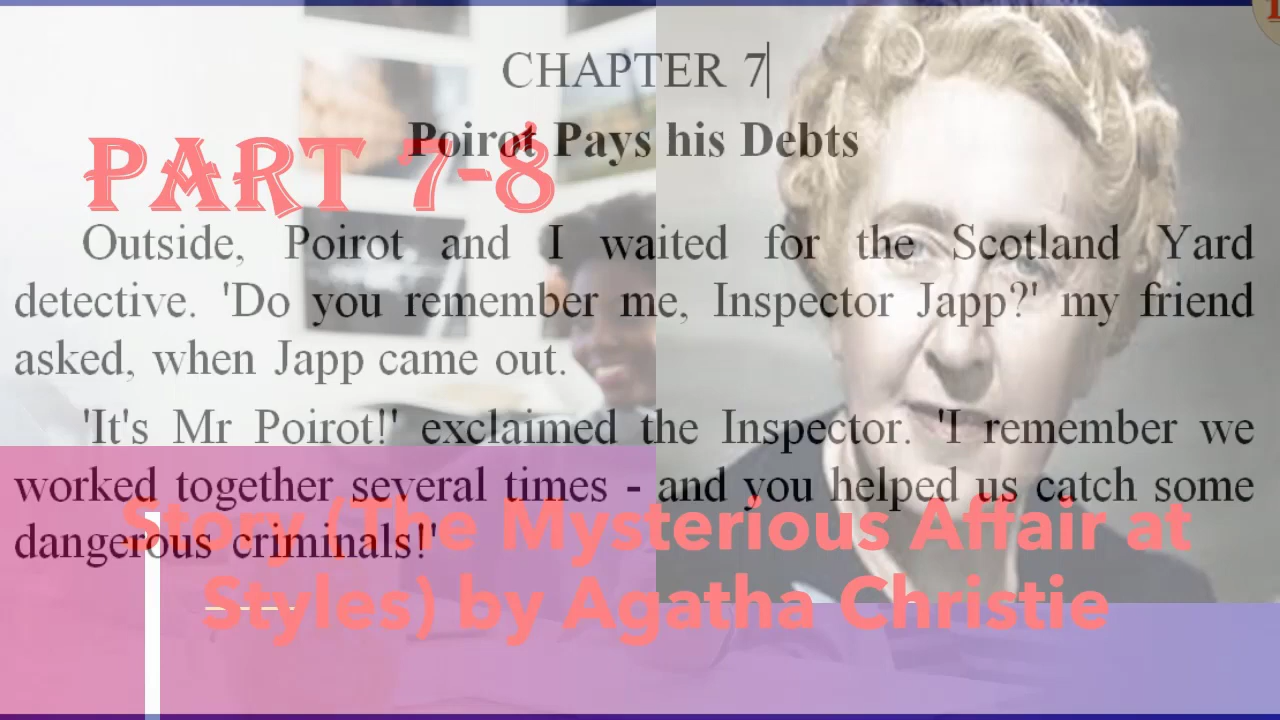 CHAPTER 7
Poirot Pays his Debts
PART 7-8
Outside, Poirot and I waited for the Scotland Yard
detective. 'Do you remember me, Inspector Japp?' my friend
asked, when Japp came out.
'It's Mr Poirot!' exclaimed the Inspector. 'I remember we
worked together several times - and you helped us catch some
dangerous criminals!'
Story (The Mysterious Affair at
Styles) by Agatha Christie